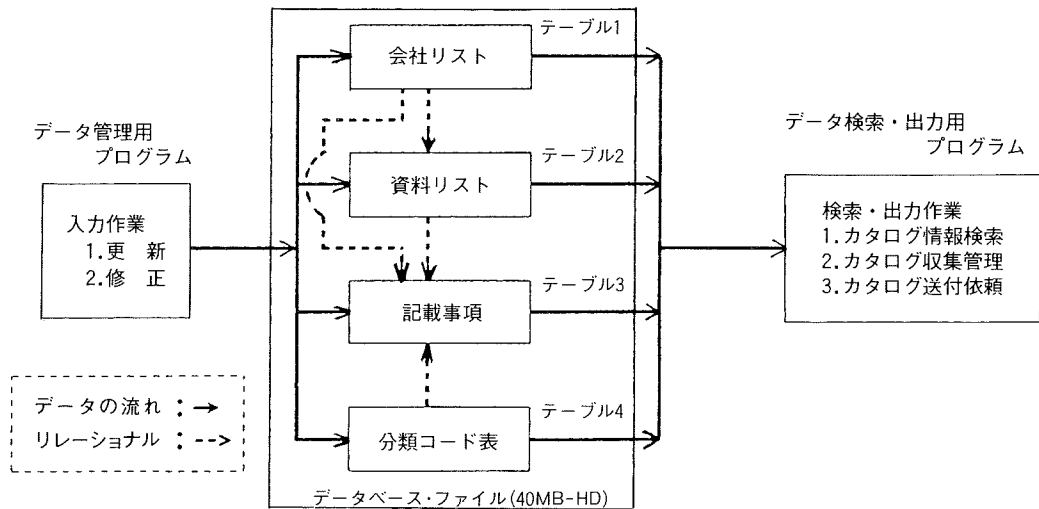 データ管理用
プログラム
入力作業
1.更 新
2.修 正
テーブル1
会社リスト
テーブル2
資料リスト
テーブル3
記載事項
テーブル4
分類コード表
データベース・ファイル(40MB-HD)
データ検索・出力用
プログラム
検索・出力作業
1.カタログ情報検索
2.カタログ収集管理
3.カタログ送付依頼
データの流れ :
リレーショナル :